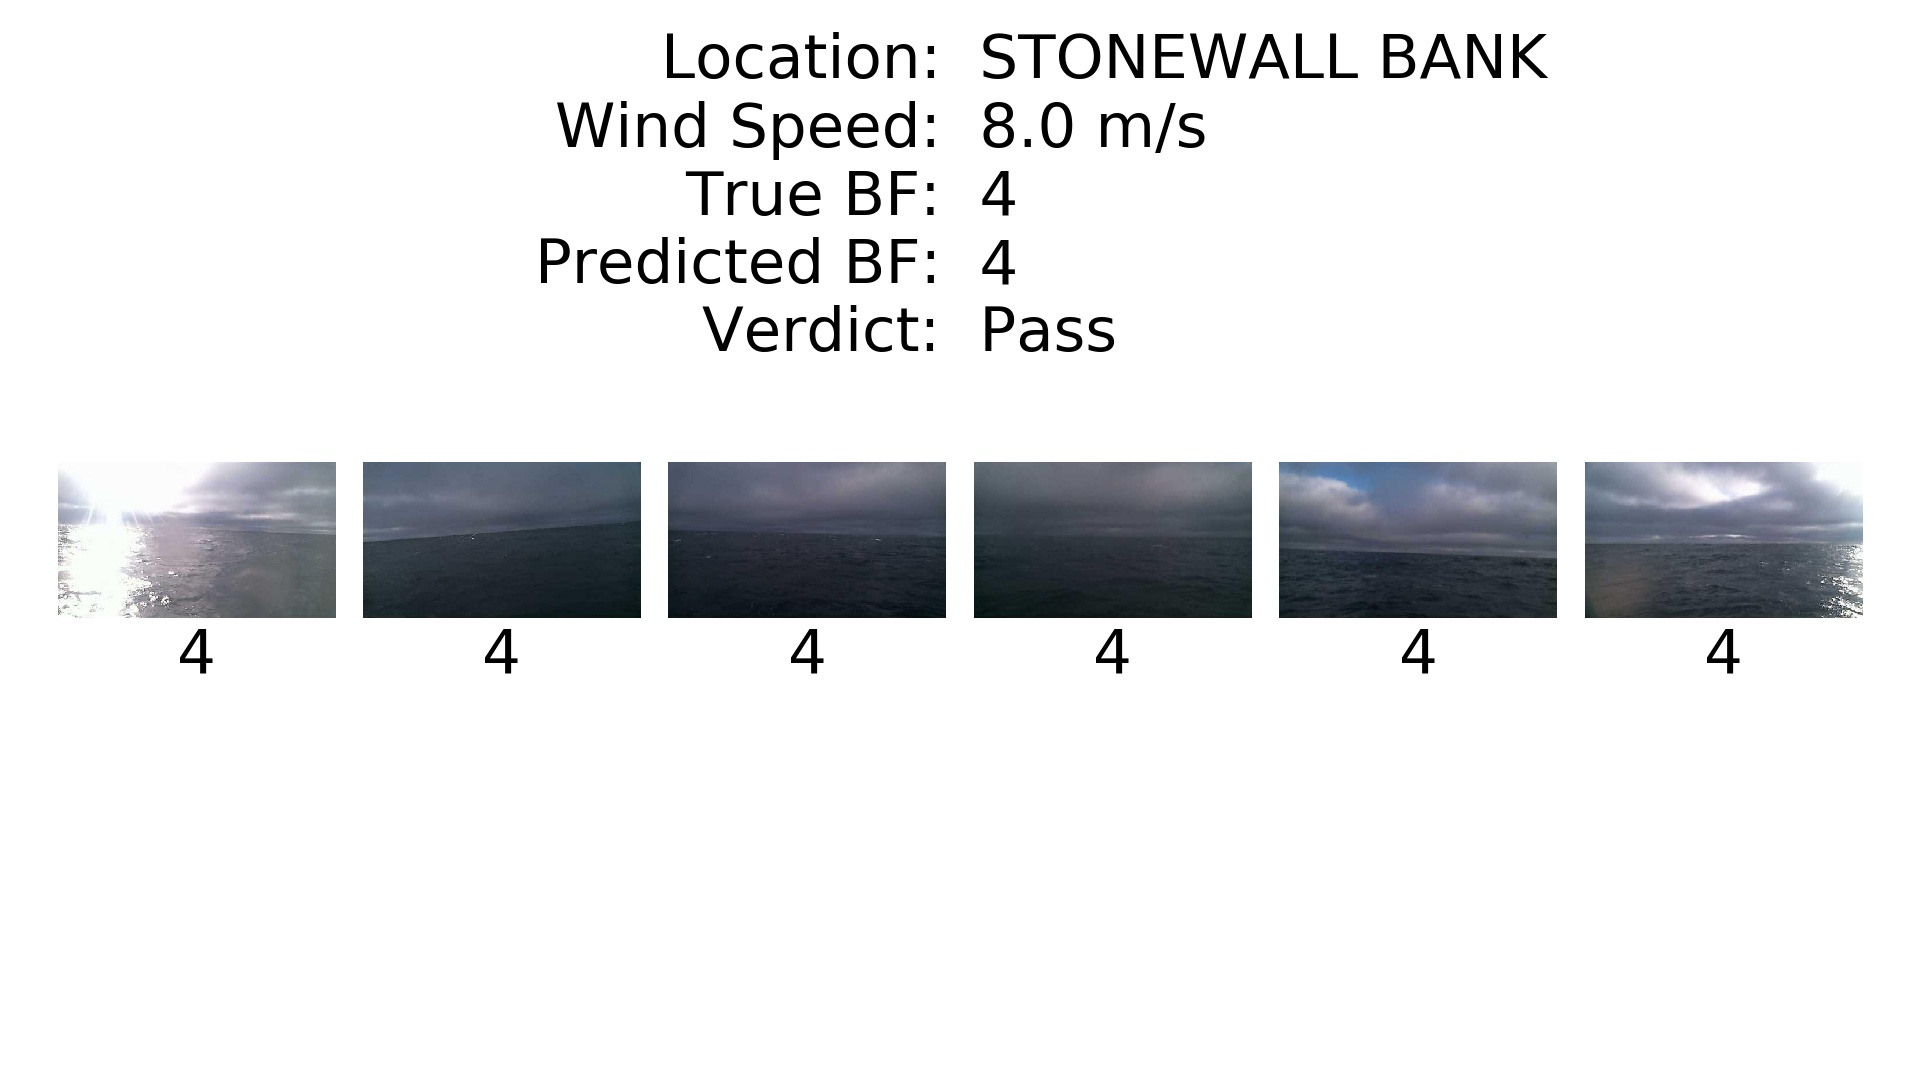 Location: STONEWALL BANK
Wind Speed: 8.0 m/s
True BF: 4
Predicted BF: 4
Verdict: Pass
4 4 4 4 4 4